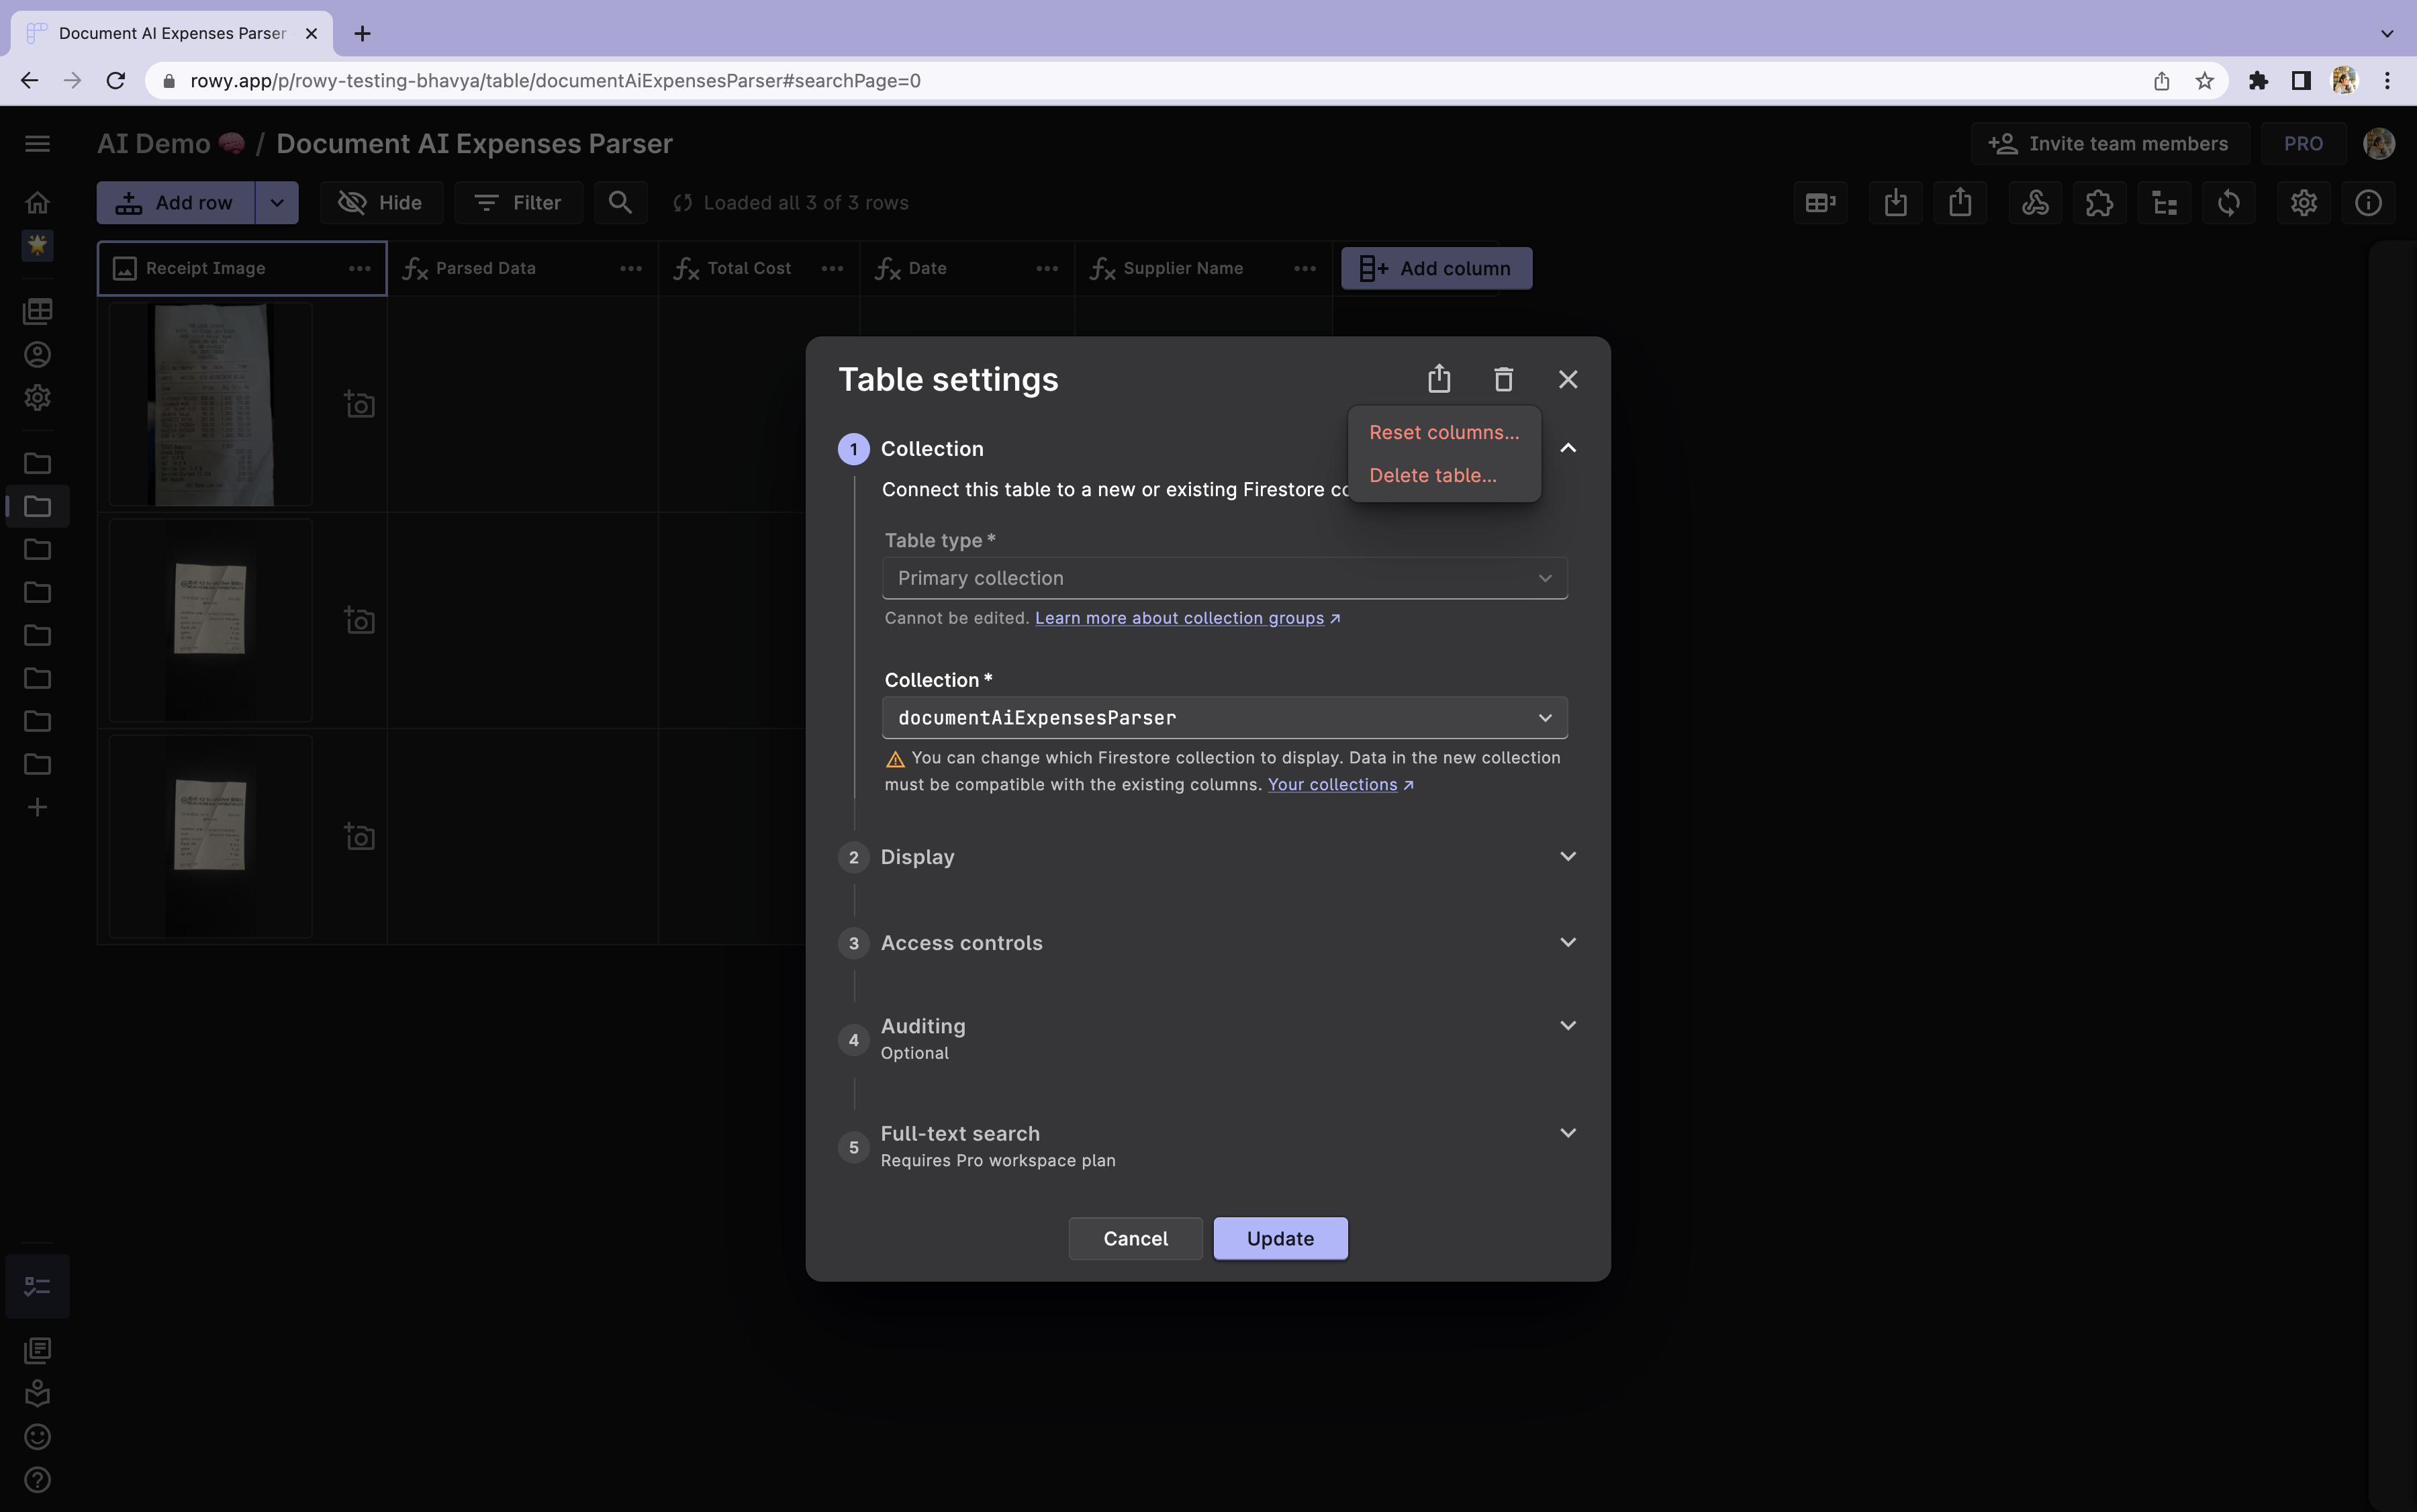 Document AI Expenses Parser
rowy.app/p/rowy-testing-bhavya/table/documentAiExpensesParser#searchPage=0
AI Demo 🧠 / Document AI Expenses Parser
Invite team members
PRO
Add row
Hide
Filter
Loaded all 3 of 3 rows
Receipt Image
Parsed Data
Total Cost
Date
Supplier Name
Add column
Table settings
Reset columns...
Delete table...
1 Collection
Connect this table to a new or existing Firestore
Table type *
Primary collection
Cannot be edited. Learn more about collection groups
Collection *
documentAiExpensesParser
You can change which Firestore collection to display. Data in the new collection
must be compatible with the existing columns. Your collections
2 Display
3 Access controls
4 Auditing
Optional
5 Full-text search
Requires Pro workspace plan
Cancel
Update